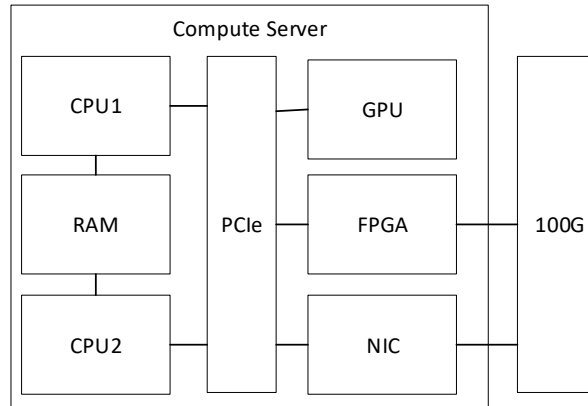 Compute Server
CPU1
GPU
RAM
PCIe
FPGA
100G
CPU2
NIC